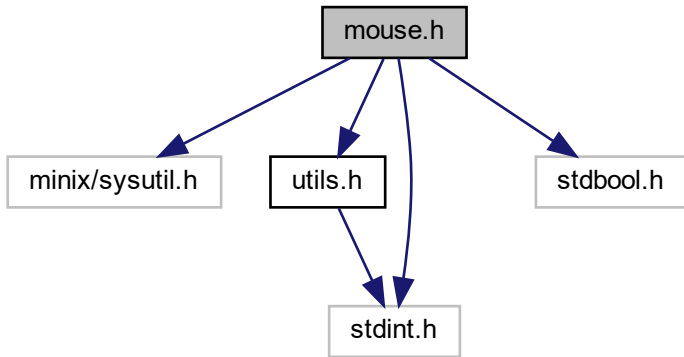 mouse.h
minix/sysutil.h
utils.h
stdbool.h
stdint.h